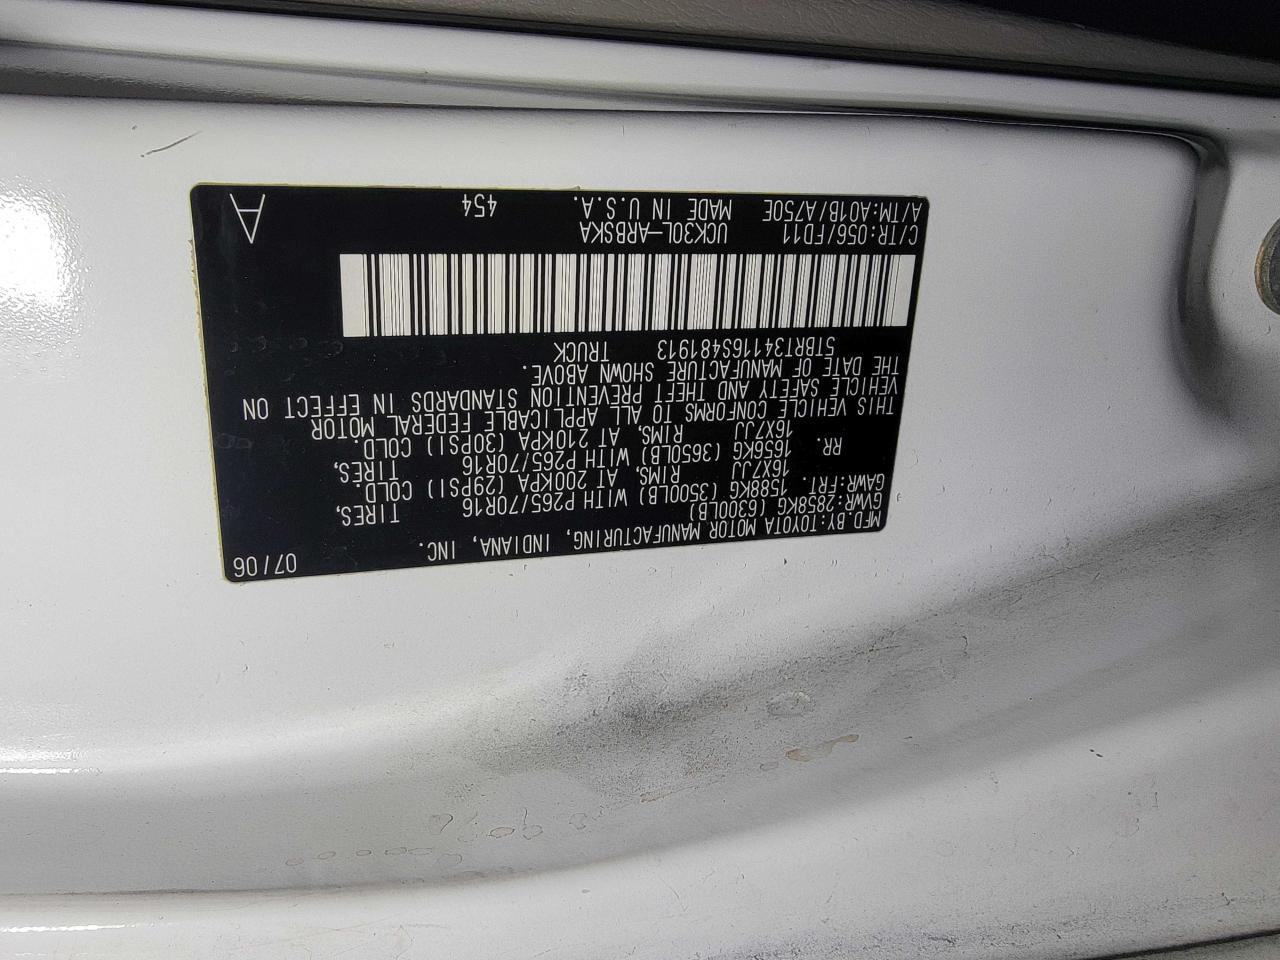 MFD.BY:TOYOTA MOTOR MANUFACTURING, INDIANA, INC. 07/06
GVWR:2858KG (6300LB)
GAWR:FRT. 1588KG (3500LB) WITH P265/70R16 TIRES,
16X7JJ RIMS, AT 200KPA (29PSI) COLD.
RR. 1656KG (3650LB) WITH P265/70R16 TIRES,
16X7JJ RIMS, AT 210KPA (30PSI) COLD.
THIS VEHICLE CONFORMS TO ALL APPLICABLE FEDERAL MOTOR
VEHICLE SAFETY AND THEFT PREVENTION STANDARDS IN EFFECT ON
THE DATE OF MANUFACTURE SHOWN ABOVE.
5TBRT34116S481913 TRUCK
C/TR:056/FD11 UCK30L-ARBSKA
A/TM:A01B/A750E MADE IN U.S.A. 454 A